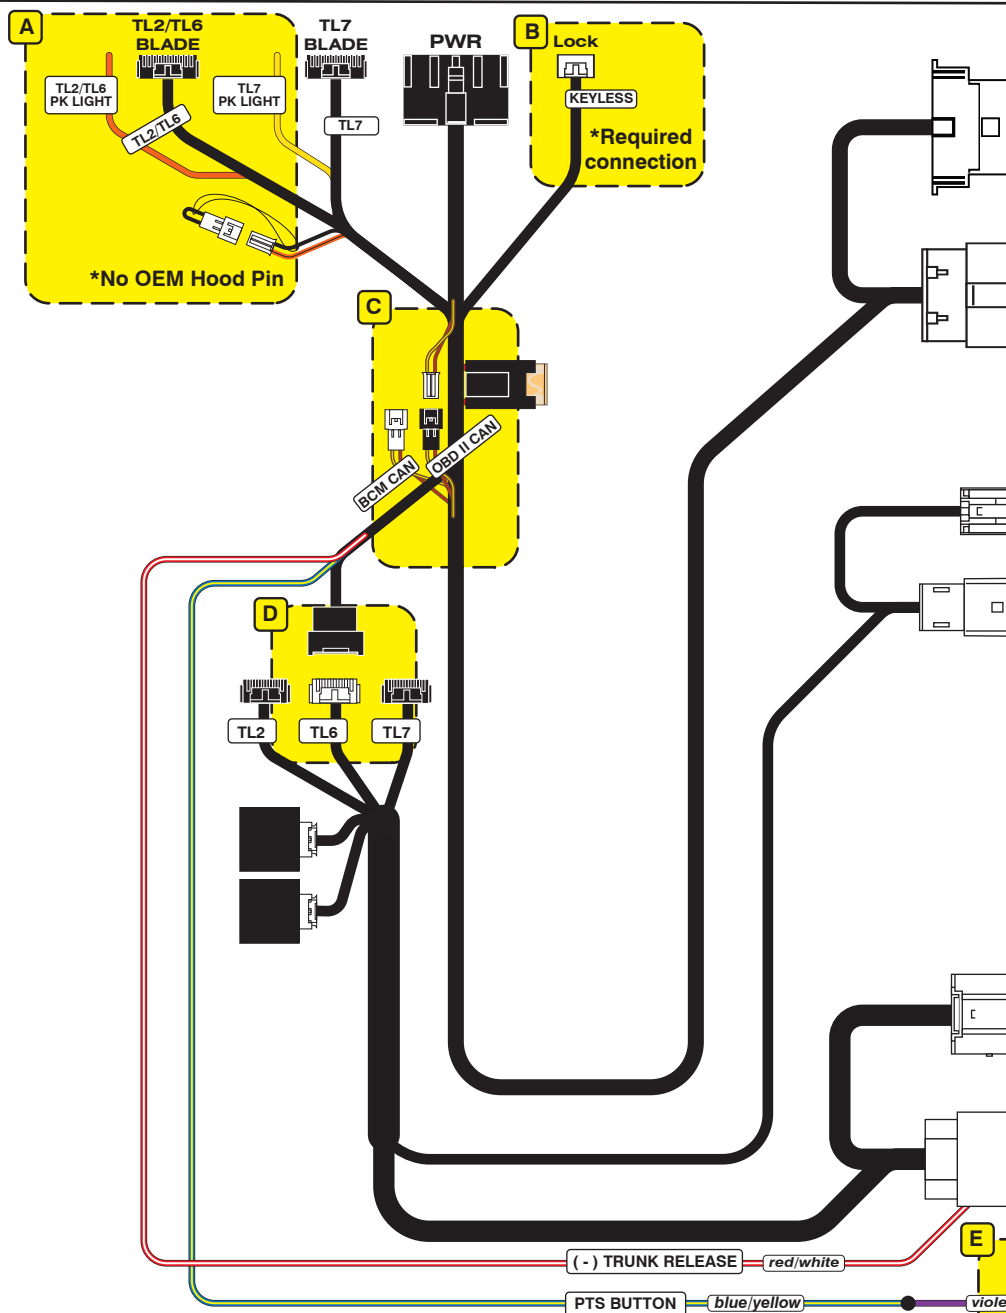 A
TL2/TL6
BLADE
TL7
BLADE
PWR
B
Lock
TL2/TL6
PK LIGHT
TL7
PK LIGHT
KEYLESS
TL2/TL6
TL7
*Required
connection
*No OEM Hood Pin
C
BCM CAN
OBD II CAN
D
TL2
TL6
TL7
E
( - ) TRUNK RELEASE
red/white
PTS BUTTON
blue/yellow
viole